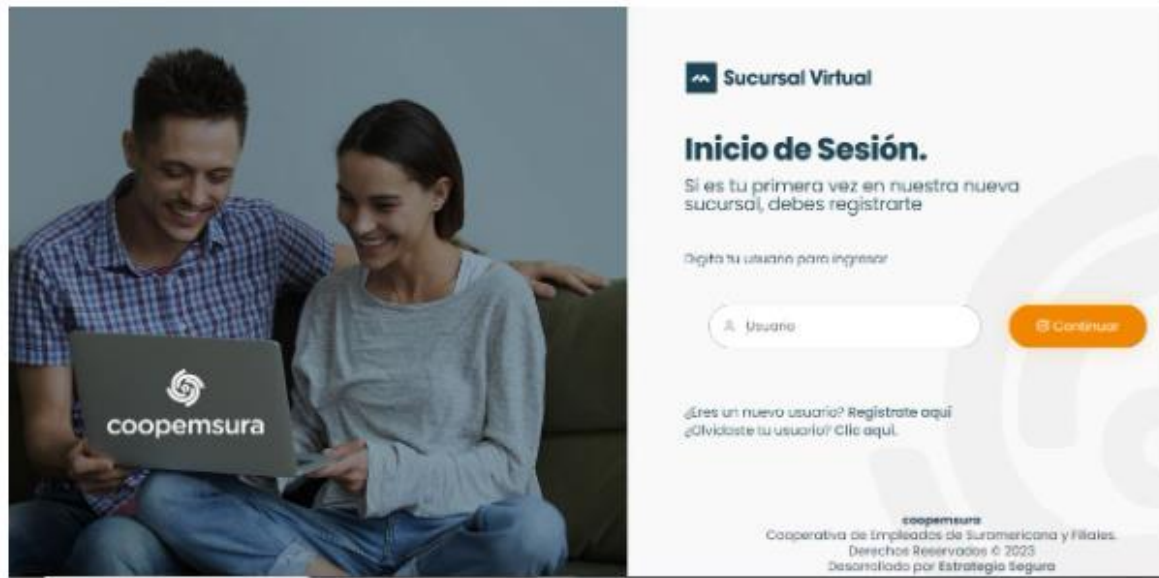 coopemsura
Sucursal Virtual
Inicio de Sesión.
Si es tu primera vez en nuestra nueva
sucursal, debes registrarte
Digita tu usuario para ingresar
Usuario
Continuar
¿Eres un nuevo usuario? Regístrate aquí
¿Olvidaste tu usuario? Clic aquí.
coopemsura
Cooperativa de Empleados de Suramericana y Filiales.
Derechos Reservados © 2023
Desarrollado por Estrategia Segura